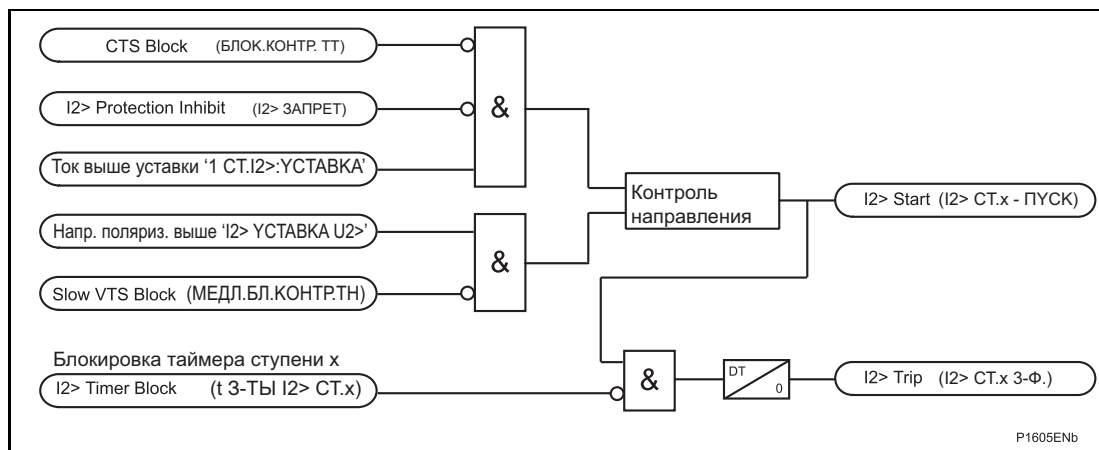 CTS Block (БЛОК.КОНТР. ТТ)
I2> Protection Inhibit (I2> ЗАПРЕТ)
Ток выше уставки ‘1 СТ.I2>:УСТАВКА’
Напр. поляриз. выше ‘I2> УСТАВКА U2>’
Slow VTS Block (МЕДЛ.БЛ.КОНТР.ТН)
&
&
Контроль
направления
I2> Start (I2> СТ.x - ПУСК)
Блокировка таймера ступени x
I2> Timer Block (t З-ТЫ I2> СТ.x)
&
DT
0
I2> Trip (I2> СТ.x 3-Ф.)
P1605ENb